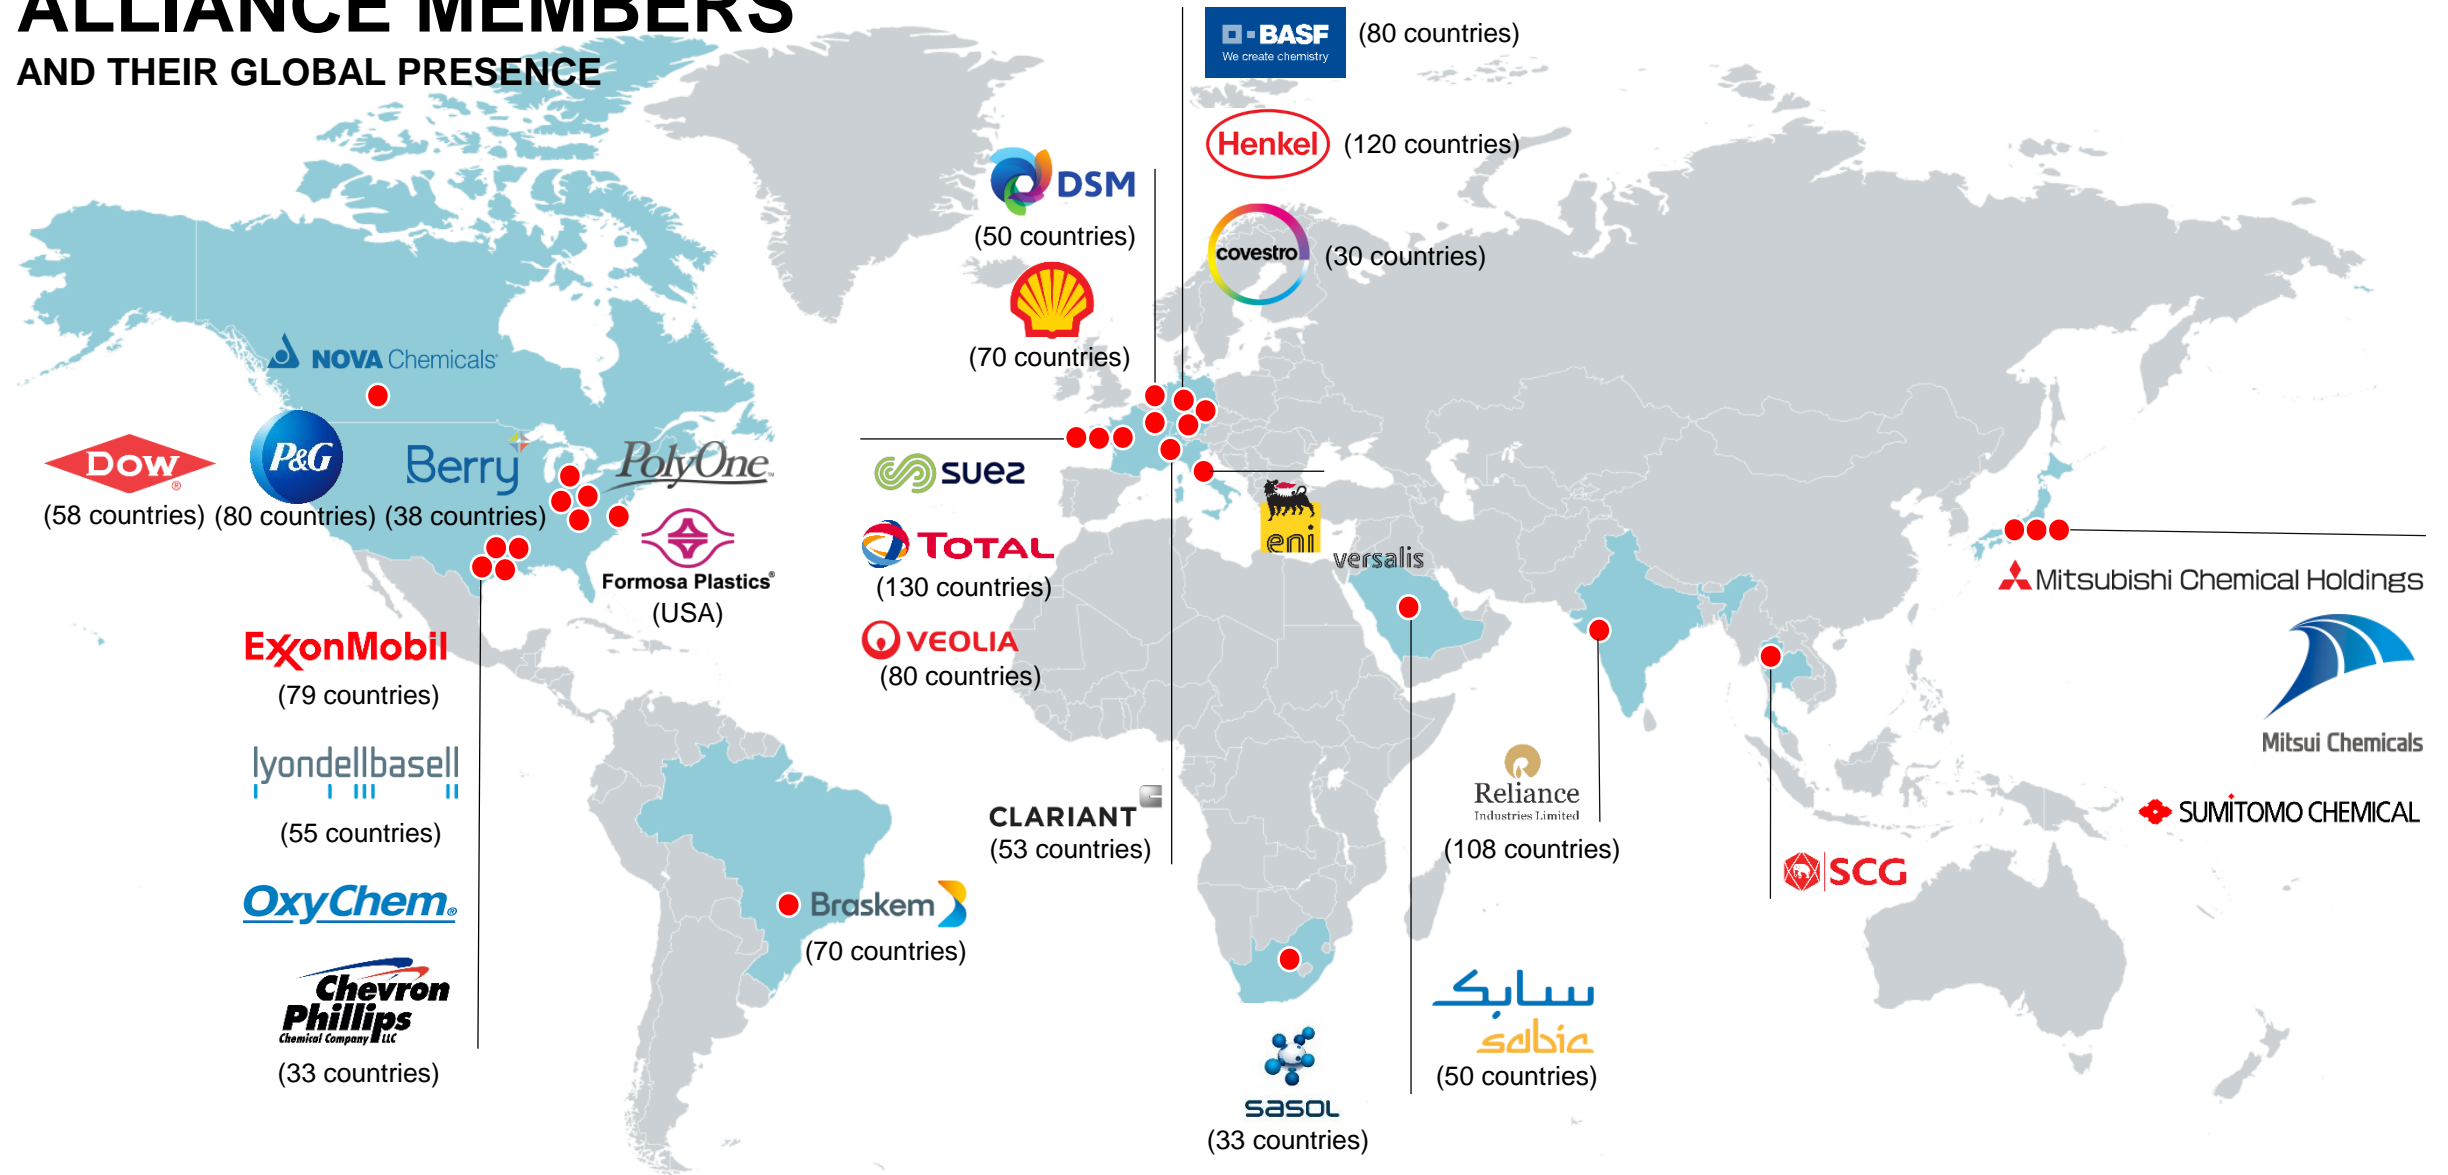 ALLIANCE MEMBERS
AND THEIR GLOBAL PRESENCE
BASF
We create chemistry
(80 countries)
Henkel
(120 countries)
covestro
(30 countries)
DSM
(50 countries)
(70 countries)
NOVA Chemicals
DOW®
(58 countries)
P&G
(80 countries)
Berry
(38 countries)
PolyOne
Formosa Plastics®
(USA)
suez
TOTAL
(130 countries)
VEOLIA
(80 countries)
eni
versalis
ExxonMobil
(79 countries)
lyondellbasell
(55 countries)
OxyChem®
Chevron
Phillips
Chemical Company LLC
(33 countries)
Braskem
(70 countries)
CLARIANT
(53 countries)
sasol
(33 countries)
سابك
sabic
(50 countries)
Reliance
Industries Limited
(108 countries)
SCG
Mitsubishi Chemical Holdings
Mitsui Chemicals
SUMITOMO CHEMICAL